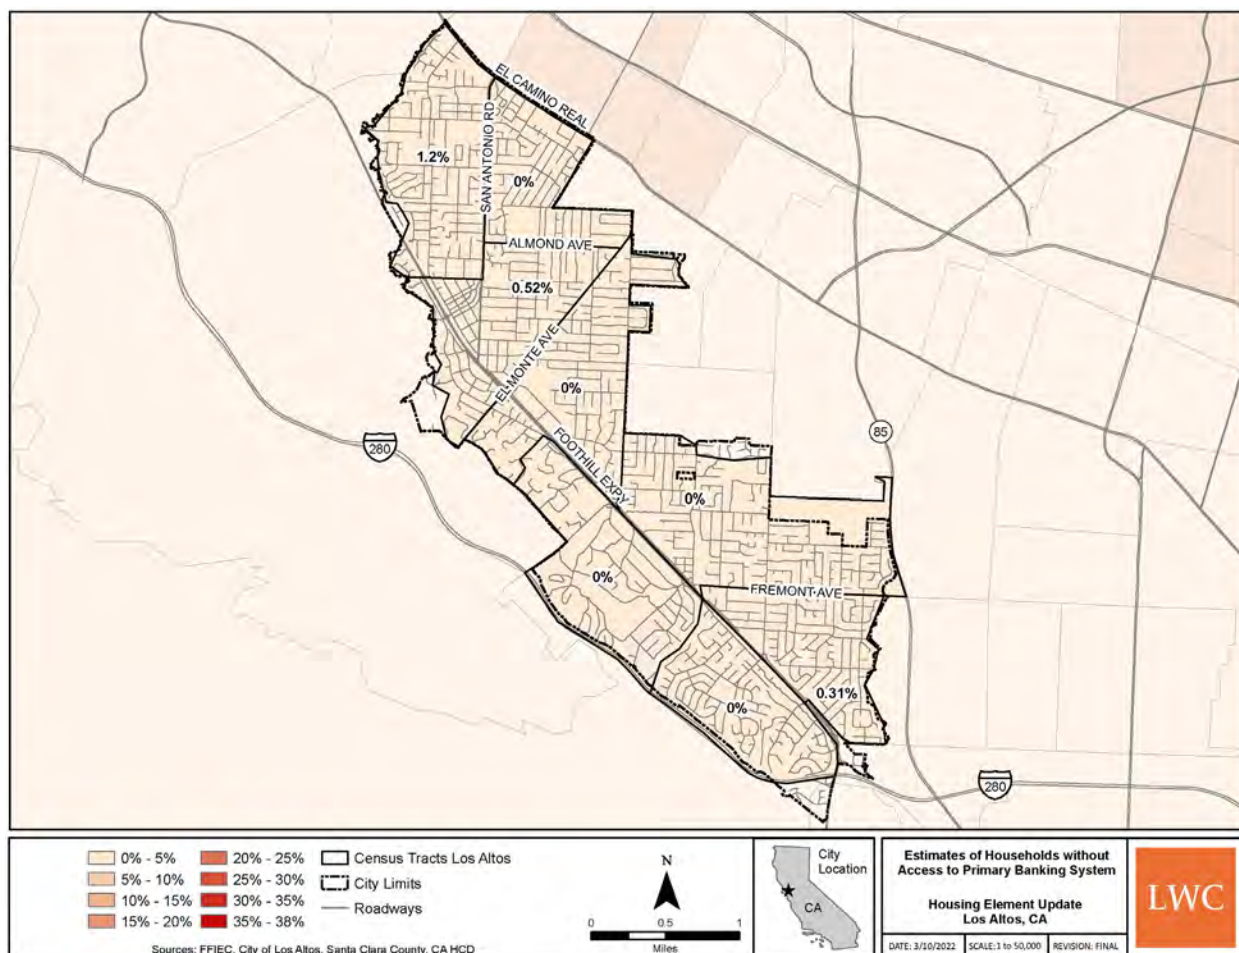 EL CAMINO REAL
SAN ANTONIO RD
1.2%
0%
ALMOND AVE
0.52%
EL MONTE AVE
0%
85
280
FOOTHILL EXPY
0%
0%
FREMONT AVE
0.31%
0%
280
0% - 5%
5% - 10%
10% - 15%
15% - 20%
20% - 25%
25% - 30%
30% - 35%
35% - 38%
Census Tracts Los Altos
City Limits
Roadways
Sources: FFIEC, City of Los Altos, Santa Clara County, CA HCD
N
0 0.5 1
Miles
City
Location
CA
Estimates of Households without
Access to Primary Banking System
Housing Element Update
Los Altos, CA
DATE: 3/10/2022 SCALE: 1 to 50,000 REVISION: FINAL
LWC